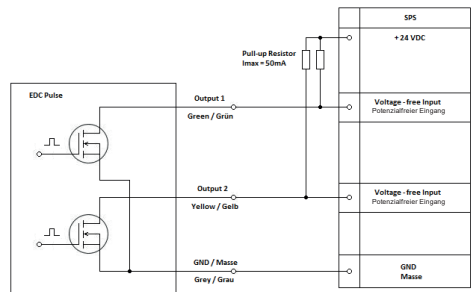 SPS
+ 24 VDC
Pull-up Resistor
Imax = 50mA
EDC Pulse
Output 1
Green / Grün
Voltage - free Input
Potenzialfreier Eingang
Output 2
Yellow / Gelb
Voltage - free Input
Potenzialfreier Eingang
GND / Masse
Grey / Grau
GND
Masse